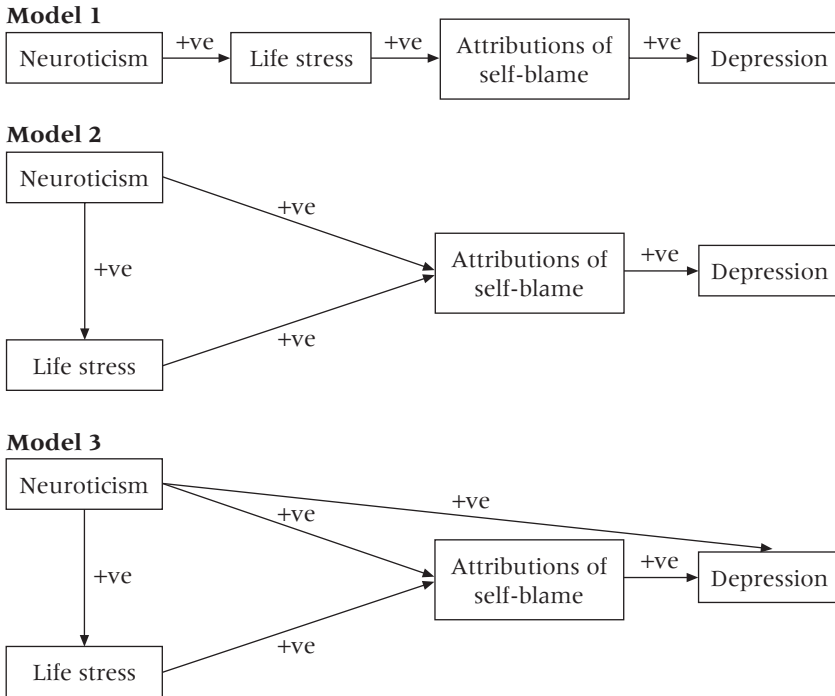 Model 1
Neuroticism +ve Life stress +ve Attributions of self-blame +ve Depression
Model 2
Neuroticism
+ve
Attributions of
self-blame
+ve
Depression
+ve
+ve
Life stress
Model 3
Neuroticism
+ve
+ve
Attributions of
self-blame
+ve
Depression
+ve
+ve
Life stress